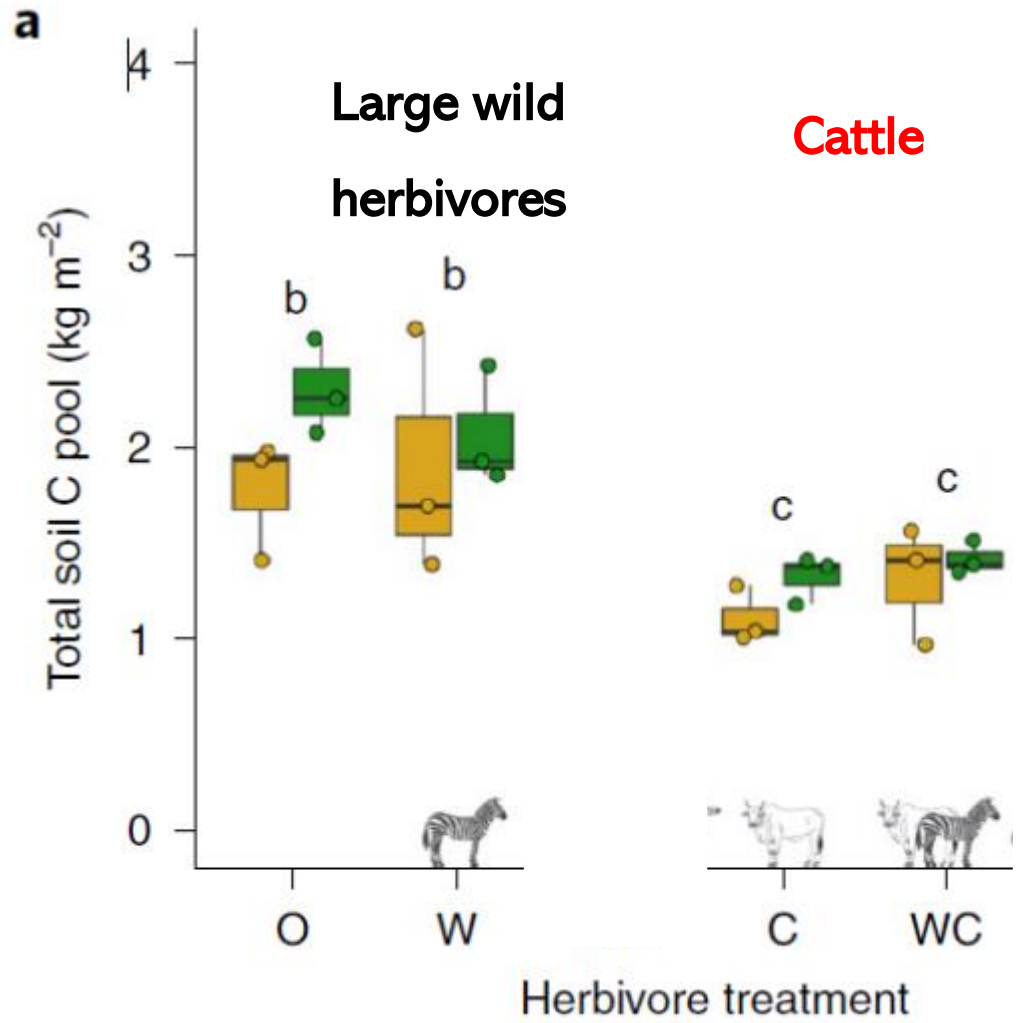 a
Large wild
herbivores
Cattle
Total soil C pool (kg m⁻²)
4
3
2
1
0
b
b
c
c
O
W
C
WC
Herbivore treatment